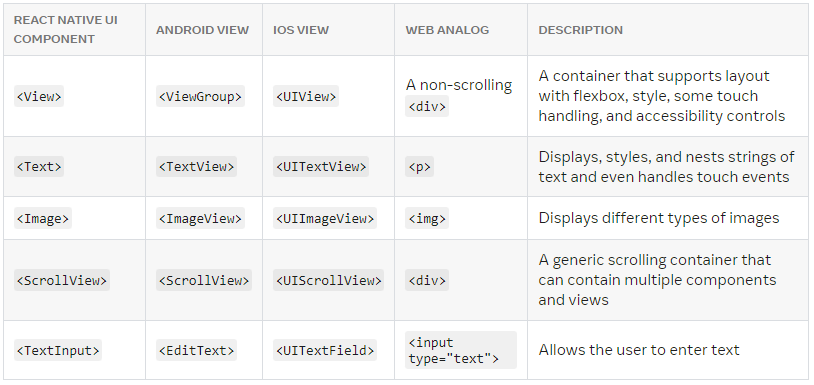 REACT NATIVE UI
COMPONENT
ANDROID VIEW
IOS VIEW
WEB ANALOG
DESCRIPTION
<View>
<ViewGroup>
<UIView>
A non-scrolling
<div>
A container that supports layout
with flexbox, style, some touch
handling, and accessibility controls
<Text>
<TextView>
<UITextView>
<p>
Displays, styles, and nests strings of
text and even handles touch events
<Image>
<ImageView>
<UIImageView>
<img>
Displays different types of images
<ScrollView>
<ScrollView>
<UIScrollView>
<div>
A generic scrolling container that
can contain multiple components
and views
<TextInput>
<EditText>
<UITextField>
<input
type="text">
Allows the user to enter text